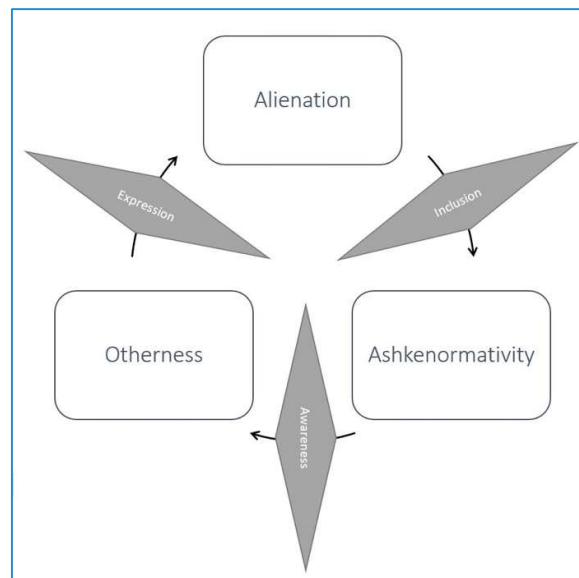 Alienation
Expression
Inclusion
Otherness
Ashkenormativity
Awareness